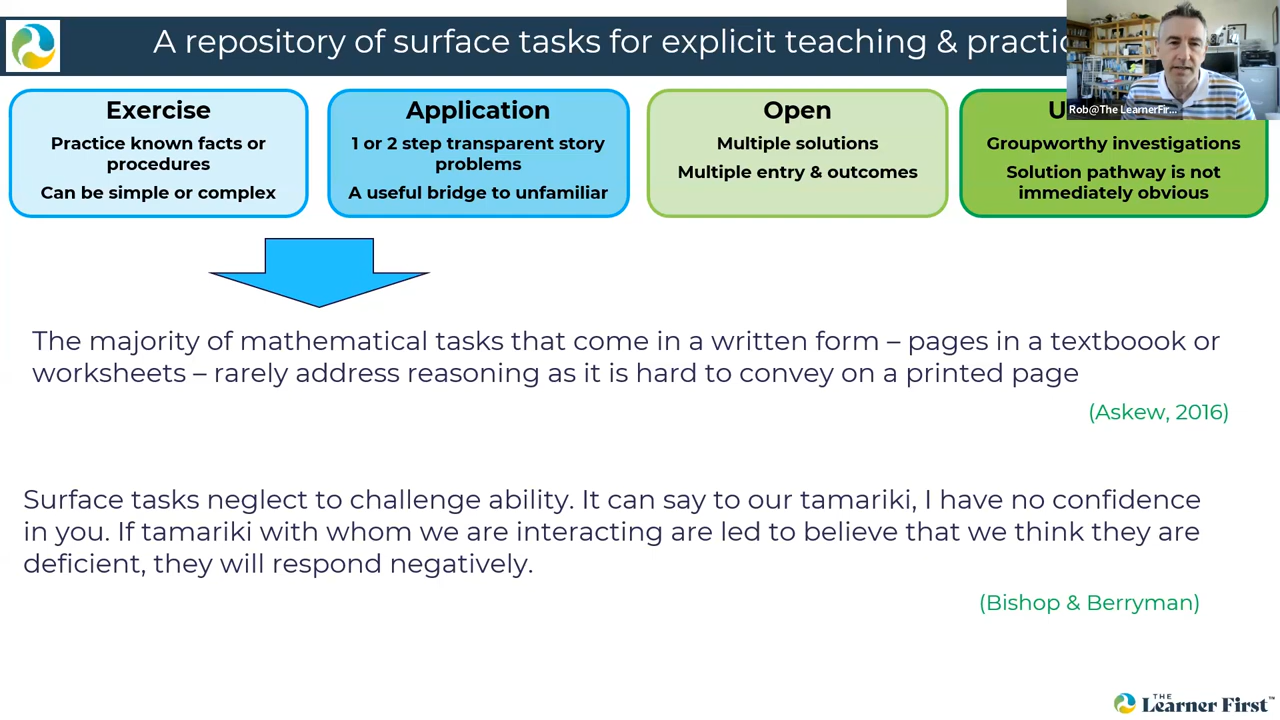 A repository of surface tasks for explicit teaching & practic
Rob@The LearnerFir...
Exercise
Practice known facts or
procedures
Can be simple or complex
Application
1 or 2 step transparent story
problems
A useful bridge to unfamiliar
Open
Multiple solutions
Multiple entry & outcomes
U
Groupworthy investigations
Solution pathway is not
immediately obvious
The majority of mathematical tasks that come in a written form – pages in a textboook or
worksheets – rarely address reasoning as it is hard to convey on a printed page
(Askew, 2016)
Surface tasks neglect to challenge ability. It can say to our tamariki, I have no confidence
in you. If tamariki with whom we are interacting are led to believe that we think they are
deficient, they will respond negatively.
(Bishop & Berryman)
THE
Learner First™